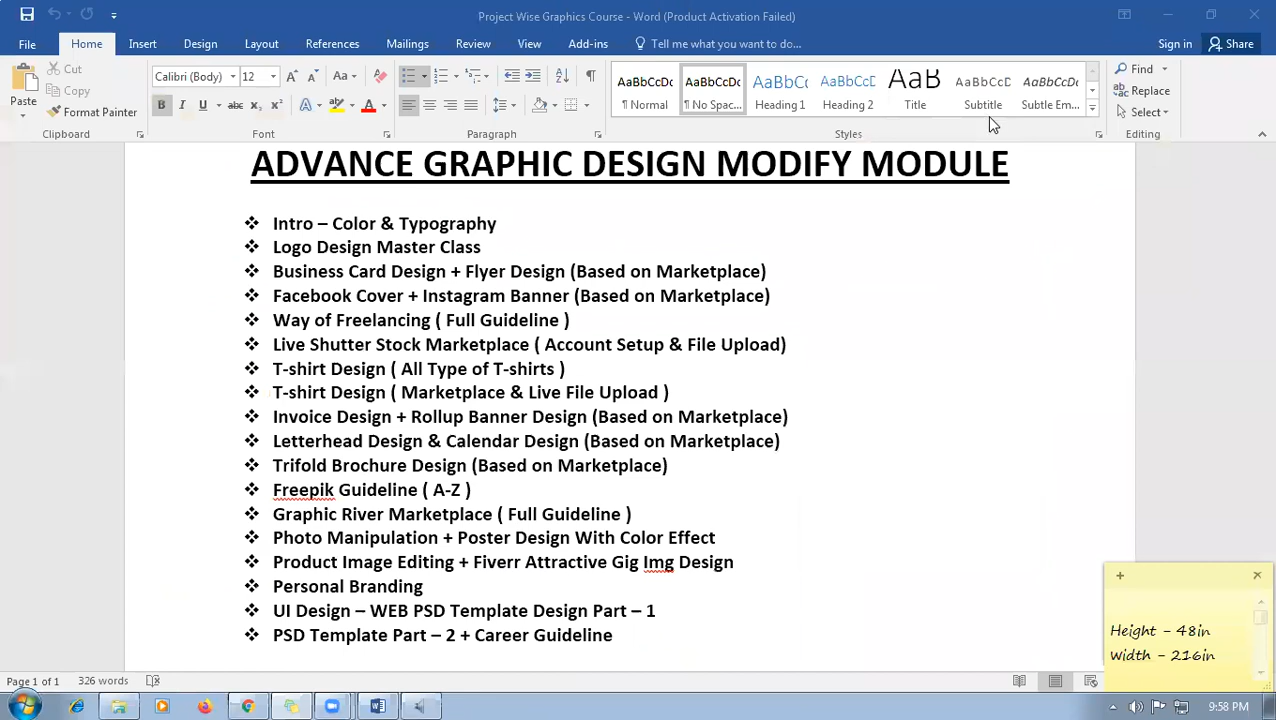 Project Wise Graphics Course - Word (Product Activation Failed)
File Home Insert Design Layout References Mailings Review View Add-ins Tell me what you want to do... Sign in Share
Paste Cut Copy Format Painter
Clipboard
Calibri (Body) 12 Aa
B I U abc X₂ X² A A
Font
Paragraph
AaBbCcDc AaBbCcDc AaBbCc AaBbCcD AaB AaBbCcD AaBbCcDc
¶ Normal ¶ No Spac... Heading 1 Heading 2 Title Subtitle Subtle Em...
Styles
Find
Replace
Select
Editing
ADVANCE GRAPHIC DESIGN MODIFY MODULE
❖ Intro – Color & Typography
❖ Logo Design Master Class
❖ Business Card Design + Flyer Design (Based on Marketplace)
❖ Facebook Cover + Instagram Banner (Based on Marketplace)
❖ Way of Freelancing ( Full Guideline )
❖ Live Shutter Stock Marketplace ( Account Setup & File Upload)
❖ T-shirt Design ( All Type of T-shirts )
❖ T-shirt Design ( Marketplace & Live File Upload )
❖ Invoice Design + Rollup Banner Design (Based on Marketplace)
❖ Letterhead Design & Calendar Design (Based on Marketplace)
❖ Trifold Brochure Design (Based on Marketplace)
❖ Freepik Guideline ( A-Z )
❖ Graphic River Marketplace ( Full Guideline )
❖ Photo Manipulation + Poster Design With Color Effect
❖ Product Image Editing + Fiverr Attractive Gig Img Design
❖ Personal Branding
❖ UI Design – WEB PSD Template Design Part – 1
❖ PSD Template Part – 2 + Career Guideline
Height - 48in
Width - 216in
Page 1 of 1 326 words
9:58 PM